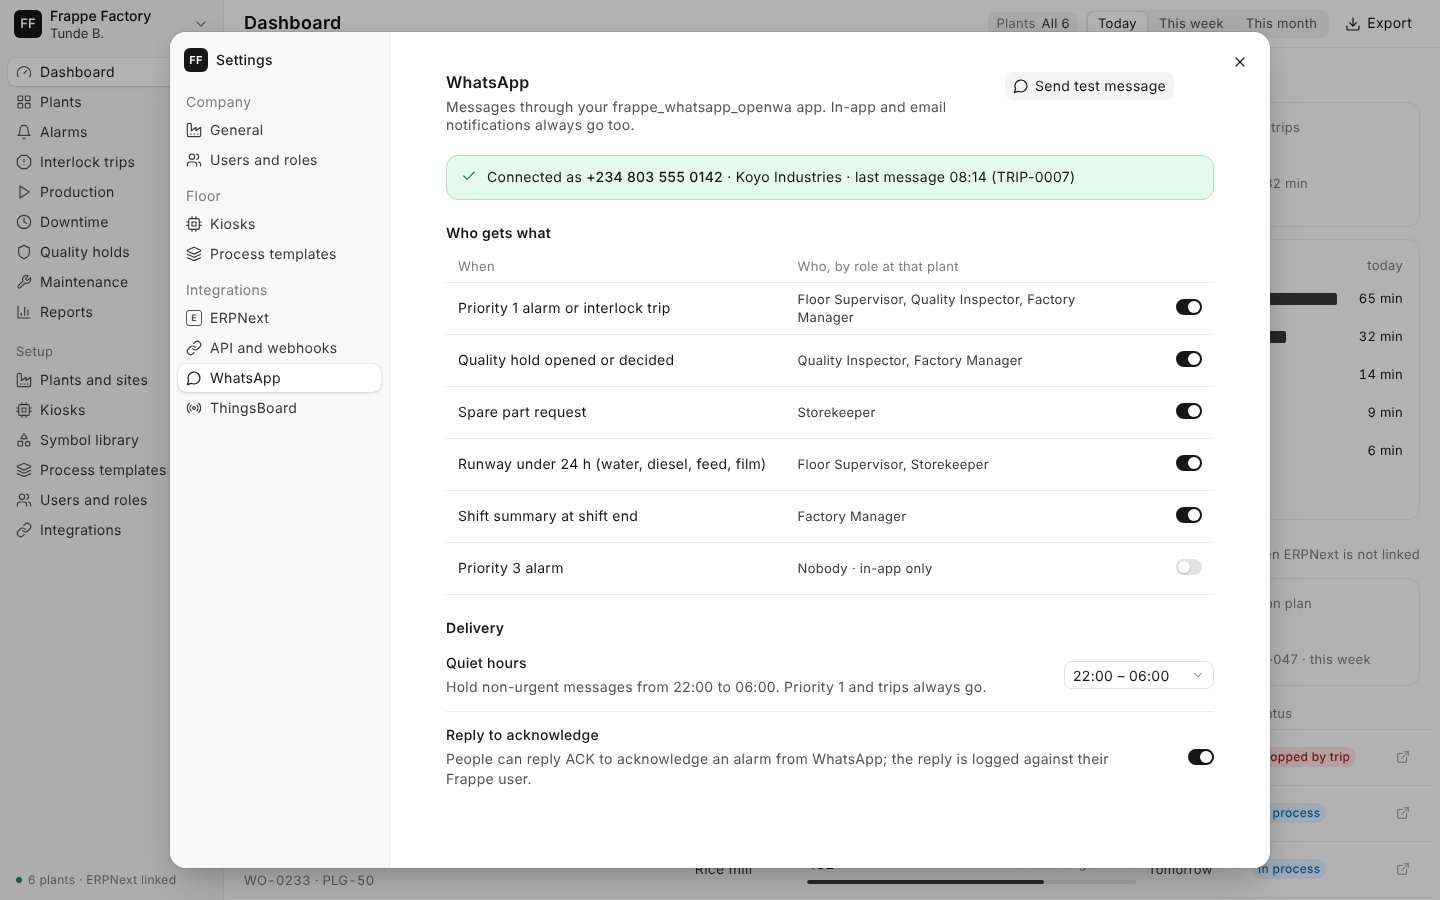 FF
Frappe Factory
Tunde B.
Dashboard
Plants
Alarms
Interlock trips
Production
Downtime
Quality holds
Maintenance
Reports
Setup
Plants and sites
Kiosks
Symbol library
Process templates
Users and roles
Integrations
6 plants · ERPNext linked
Dashboard
Plants All 6
Today
This week
This month
Export
FF
Settings
Company
General
Users and roles
Floor
Kiosks
Process templates
Integrations
E
ERPNext
API and webhooks
WhatsApp
ThingsBoard
WhatsApp
Messages through your frappe_whatsapp_openwa app. In-app and email
notifications always go too.
Send test message
Connected as +234 803 555 0142 · Koyo Industries · last message 08:14 (TRIP-0007)
Who gets what
When
Who, by role at that plant
Priority 1 alarm or interlock trip
Floor Supervisor, Quality Inspector, Factory
Manager
Quality hold opened or decided
Quality Inspector, Factory Manager
Spare part request
Storekeeper
Runway under 24 h (water, diesel, feed, film)
Floor Supervisor, Storekeeper
Shift summary at shift end
Factory Manager
Priority 3 alarm
Nobody · in-app only
Delivery
Quiet hours
Hold non-urgent messages from 22:00 to 06:00. Priority 1 and trips always go.
22:00 – 06:00
Reply to acknowledge
People can reply ACK to acknowledge an alarm from WhatsApp; the reply is logged against their
Frappe user.
trips
min
today
65 min
32 min
14 min
9 min
6 min
ERPNext is not linked
plan
-047 · this week
by trip
process
WO-0233 · PLG-50
Rice mill
Tomorrow
In process